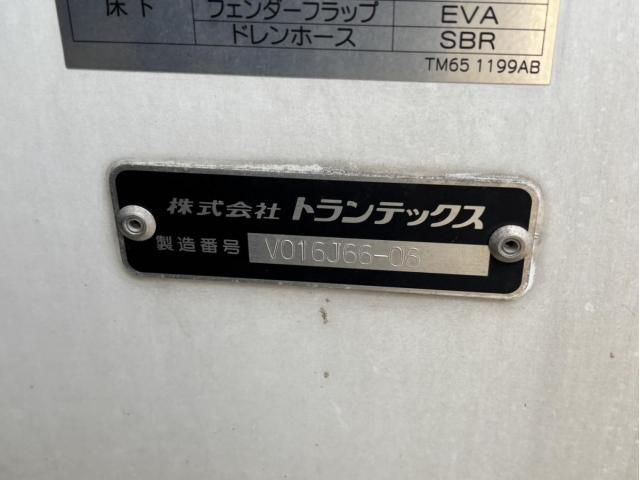 床下
フェンダーフラップ EVA
ドレンホース SBR
TM65 1199AB
株式会社 トランテックス
製造番号 V016J66-06